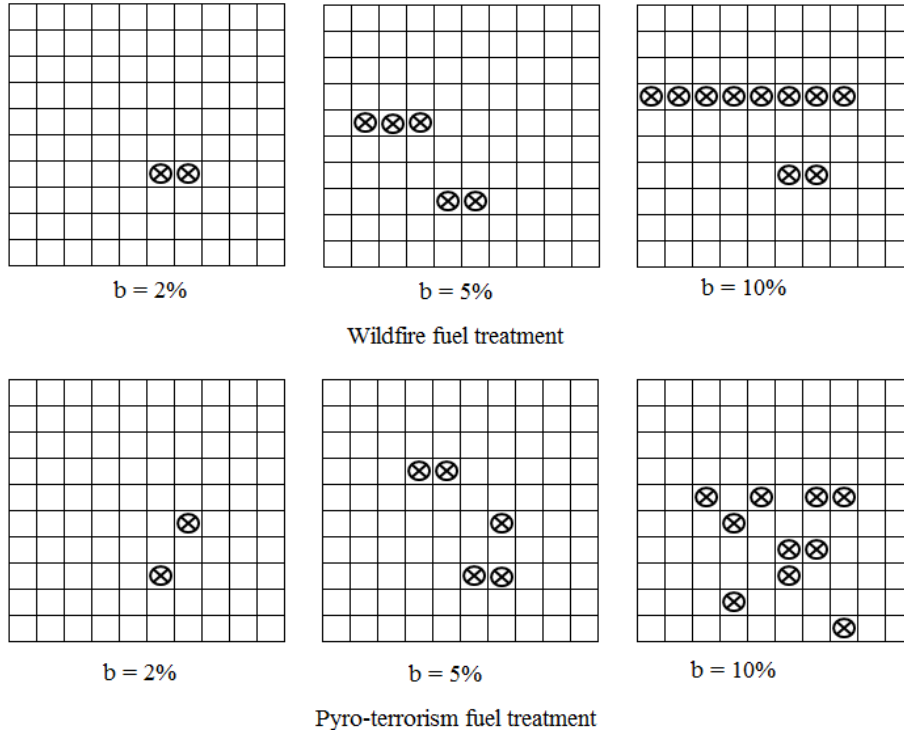 b = 2%
b = 5%
b = 10%
Wildfire fuel treatment
b = 2%
b = 5%
b = 10%
Pyro-terrorism fuel treatment